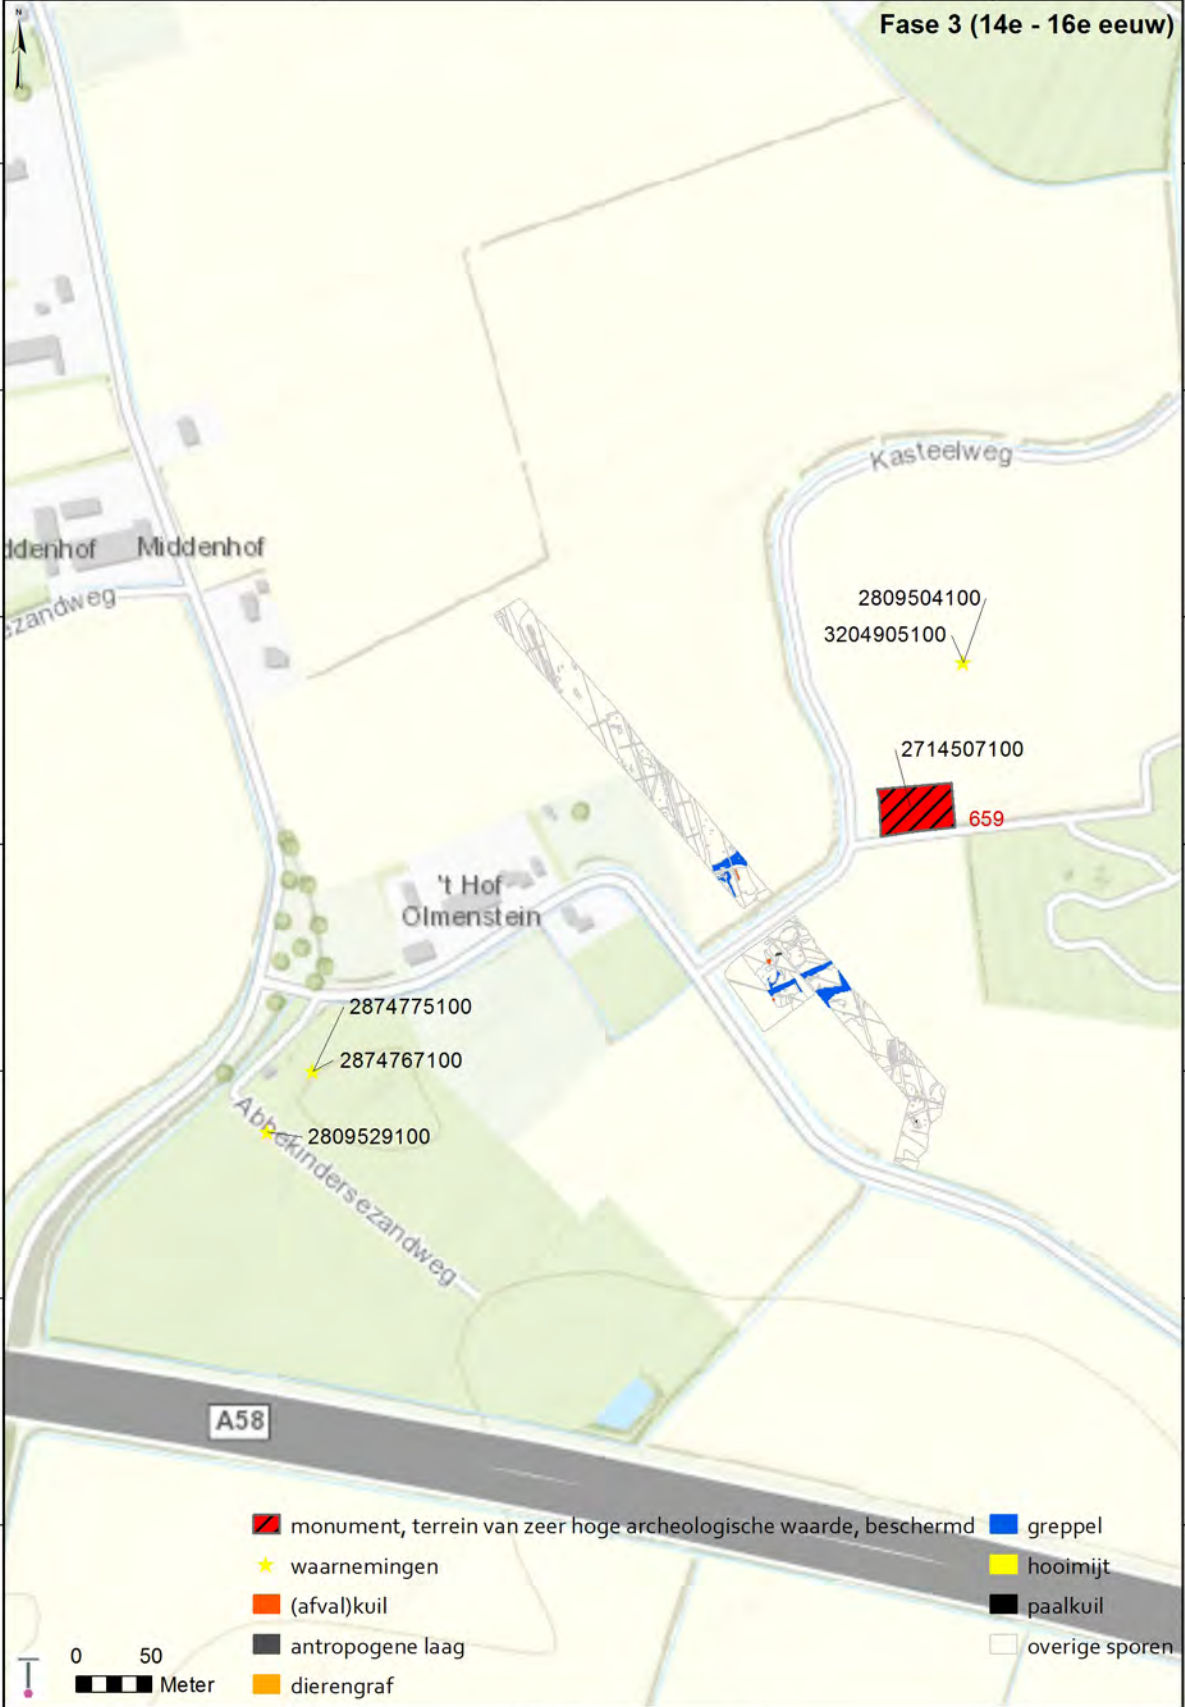 N
Fase 3 (14e - 16e eeuw)
Kasteelweg
ddenhof
Middenhof
ezandweg
2809504100
3204905100
2714507100
659
't Hof
Olmenstein
2874775100
2874767100
2809529100
Abbekindersezandweg
A58
monument, terrein van zeer hoge archeologische waarde, beschermd
waarnemingen
(afval)kuil
antropogene laag
dierengraf
greppel
hooimijt
paalkuil
overige sporen
0 50
Meter